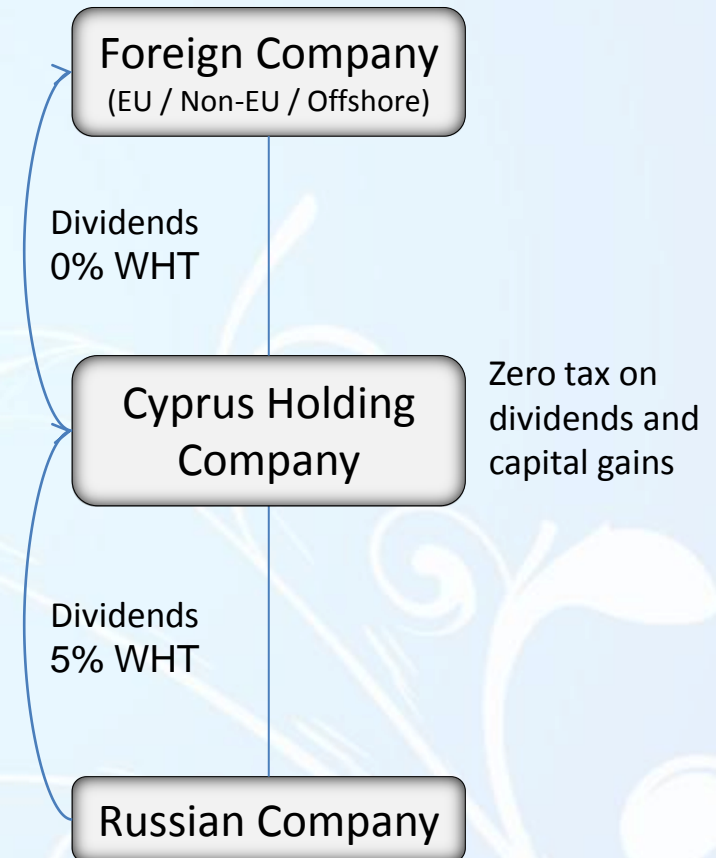 Foreign Company
(EU / Non-EU / Offshore)
Dividends
0% WHT
Cyprus Holding
Company
Zero tax on
dividends and
capital gains
Dividends
5% WHT
Russian Company